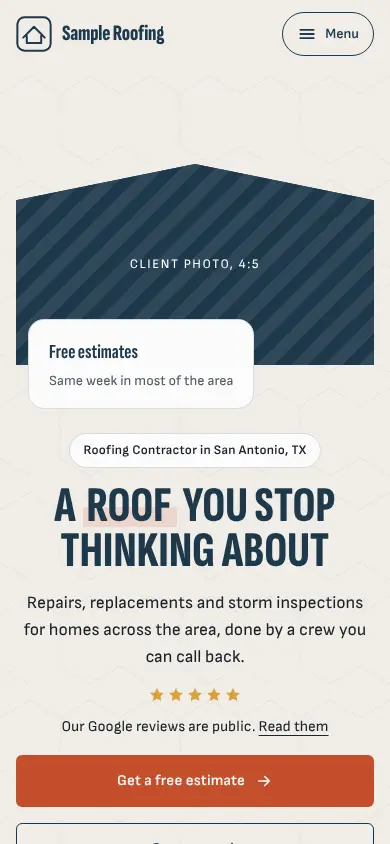 Sample Roofing
Menu
CLIENT PHOTO, 4:5
Free estimates
Same week in most of the area
Roofing Contractor in San Antonio, TX
A ROOF YOU STOP
THINKING ABOUT
Repairs, replacements and storm inspections
for homes across the area, done by a crew you
can call back.
Our Google reviews are public. Read them
Get a free estimate